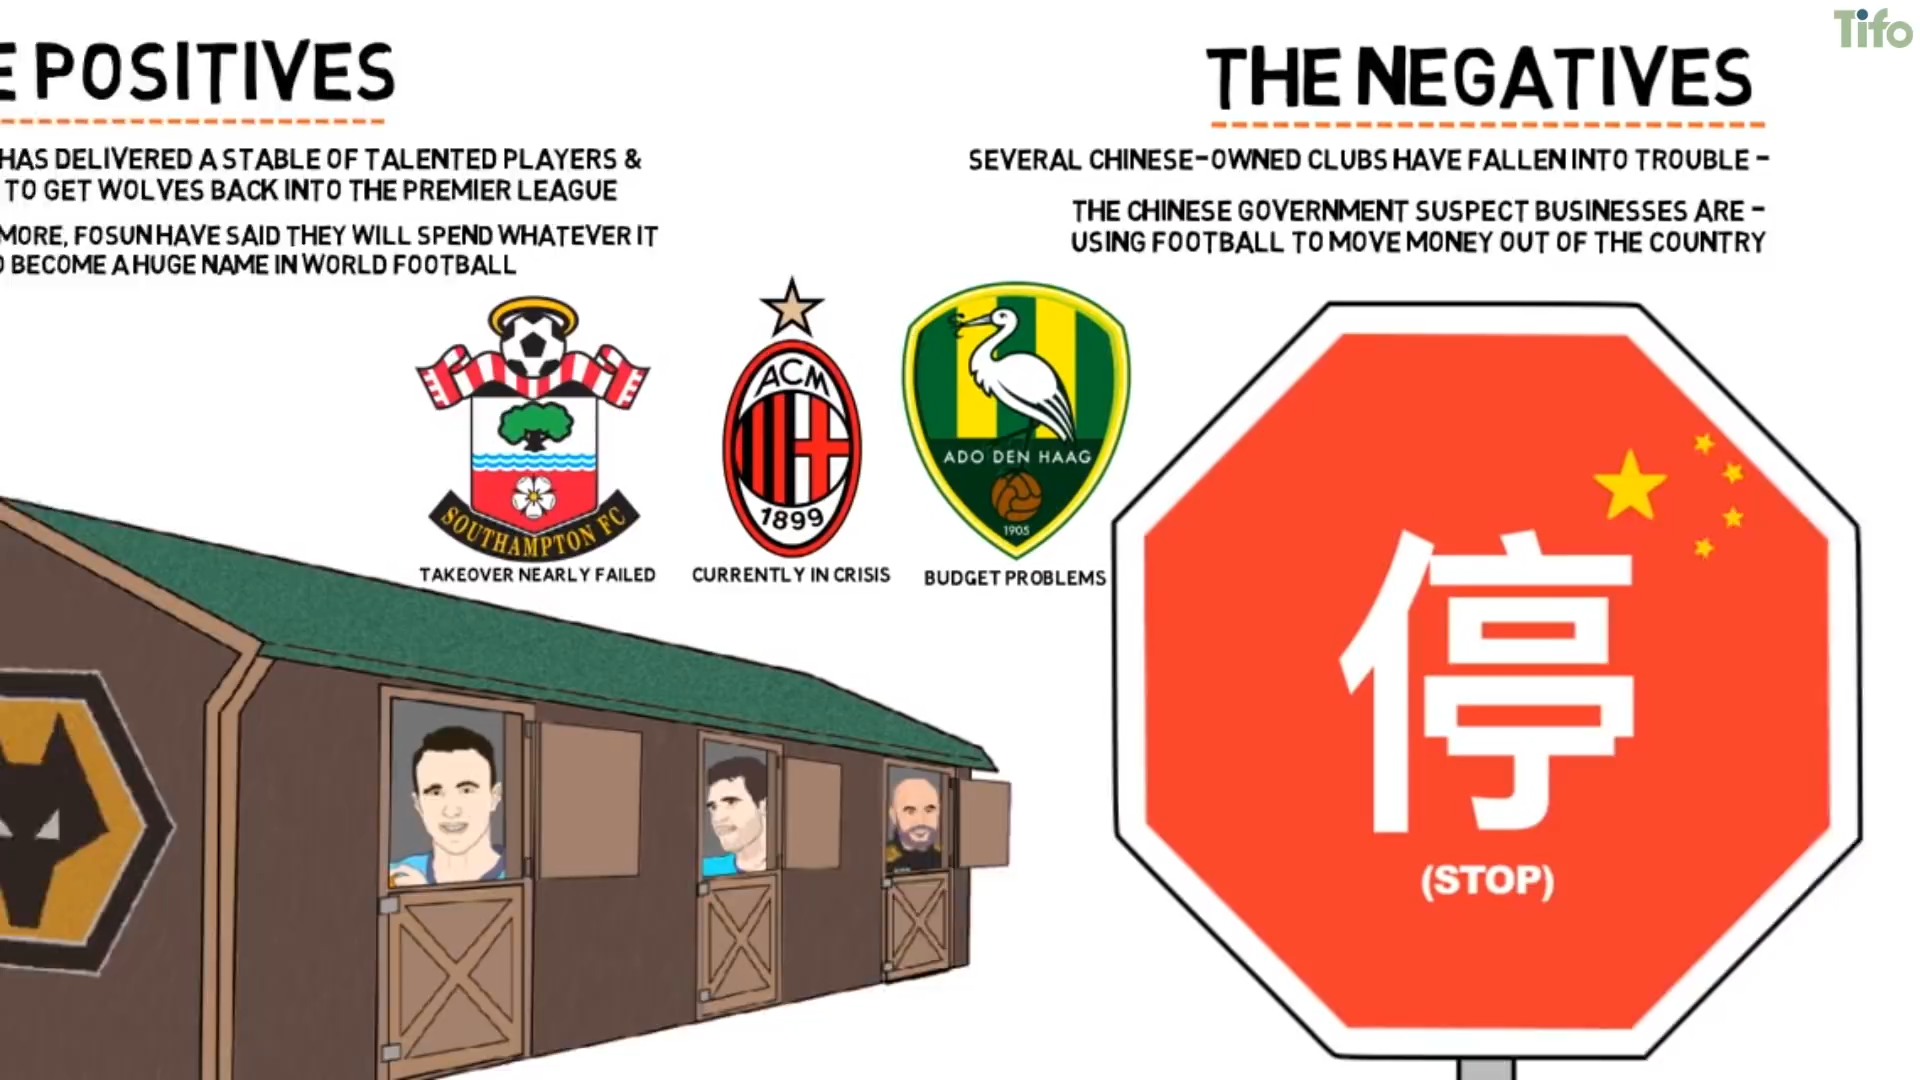 Tifo
E POSITIVES
HAS DELIVERED A STABLE OF TALENTED PLAYERS &
TO GET WOLVES BACK INTO THE PREMIER LEAGUE
MORE, FOSUN HAVE SAID THEY WILL SPEND WHATEVER IT
O BECOME A HUGE NAME IN WORLD FOOTBALL
THE NEGATIVES
SEVERAL CHINESE-OWNED CLUBS HAVE FALLEN INTO TROUBLE -
THE CHINESE GOVERNMENT SUSPECT BUSINESSES ARE -
USING FOOTBALL TO MOVE MONEY OUT OF THE COUNTRY
SOUTHAMPTON FC
TAKEOVER NEARLY FAILED
ACM
1899
CURRENTLY IN CRISIS
ADO DEN HAAG
1905
BUDGET PROBLEMS
停
(STOP)